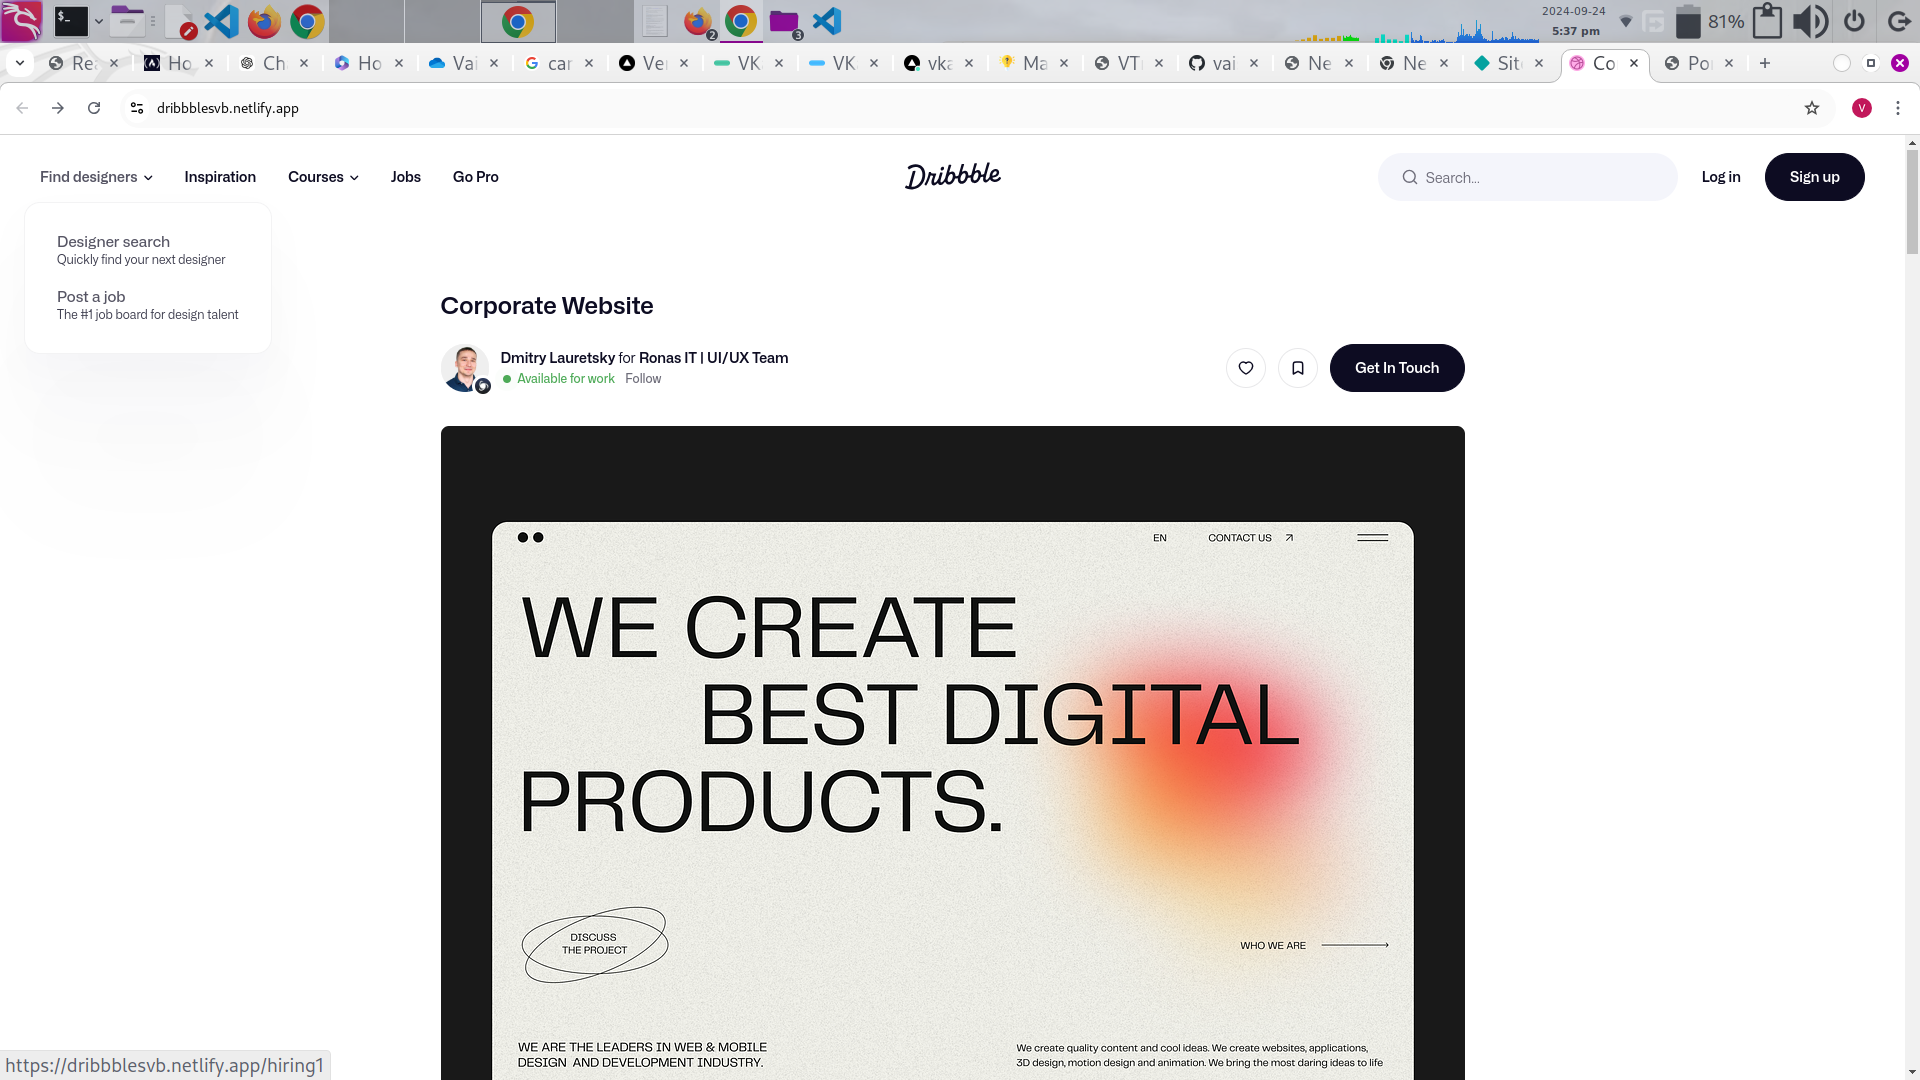 2024-09-24
5:37 pm
81%
2
3
Re
Ho
Ch
Ho
Vai
car
Ver
VK
VK
vka
Ma
VT
vai
Ne
Ne
Sit
Co
Po
dribbblesvb.netlify.app
V
Find designers
Inspiration
Courses
Jobs
Go Pro
Dribbble
Search...
Log in
Sign up
Designer search
Quickly find your next designer
Post a job
The #1 job board for design talent
Corporate Website
Dmitry Lauretsky for Ronas IT | UI/UX Team
Available for work Follow
Get In Touch
EN
CONTACT US
WE CREATE
BEST DIGITAL
PRODUCTS.
DISCUSS
THE PROJECT
WHO WE ARE
WE ARE THE LEADERS IN WEB & MOBILE
DESIGN AND DEVELOPMENT INDUSTRY.
We create quality content and cool ideas. We create websites, applications,
3D design, motion design and animation. We bring the most daring ideas to life
https://dribbblesvb.netlify.app/hiring1